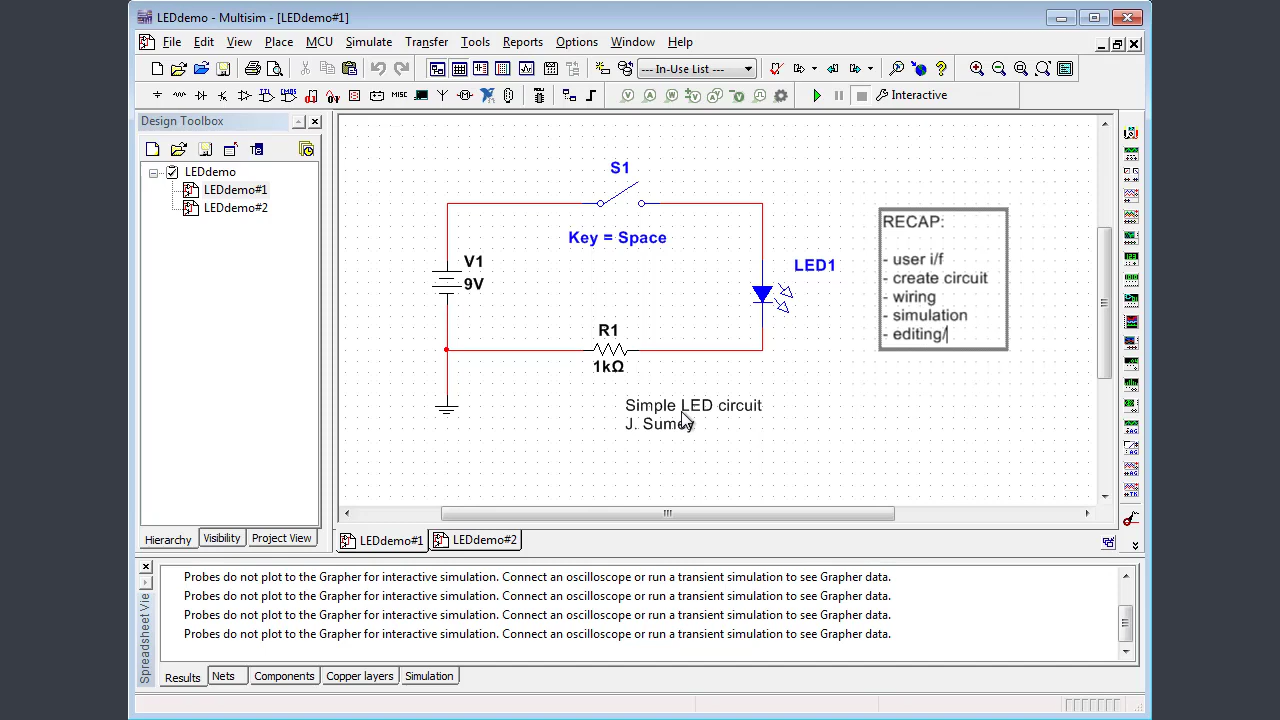 LEDdemo - Multisim - [LEDdemo#1]
File Edit View Place MCU Simulate Transfer Tools Reports Options Window Help
--- In-Use List ---
MISC
Interactive
Design Toolbox
LEDdemo
LEDdemo#1
LEDdemo#2
S1
Key = Space
V1
9V
LED1
R1
1kΩ
Simple LED circuit
J. Sumey
RECAP:
- user i/f
- create circuit
- wiring
- simulation
- editing/
Hierarchy Visibility Project View
LEDdemo#1 LEDdemo#2
Spreadsheet Vie
Probes do not plot to the Grapher for interactive simulation. Connect an oscilloscope or run a transient simulation to see Grapher data.
Probes do not plot to the Grapher for interactive simulation. Connect an oscilloscope or run a transient simulation to see Grapher data.
Probes do not plot to the Grapher for interactive simulation. Connect an oscilloscope or run a transient simulation to see Grapher data.
Probes do not plot to the Grapher for interactive simulation. Connect an oscilloscope or run a transient simulation to see Grapher data.
Results Nets Components Copper layers Simulation